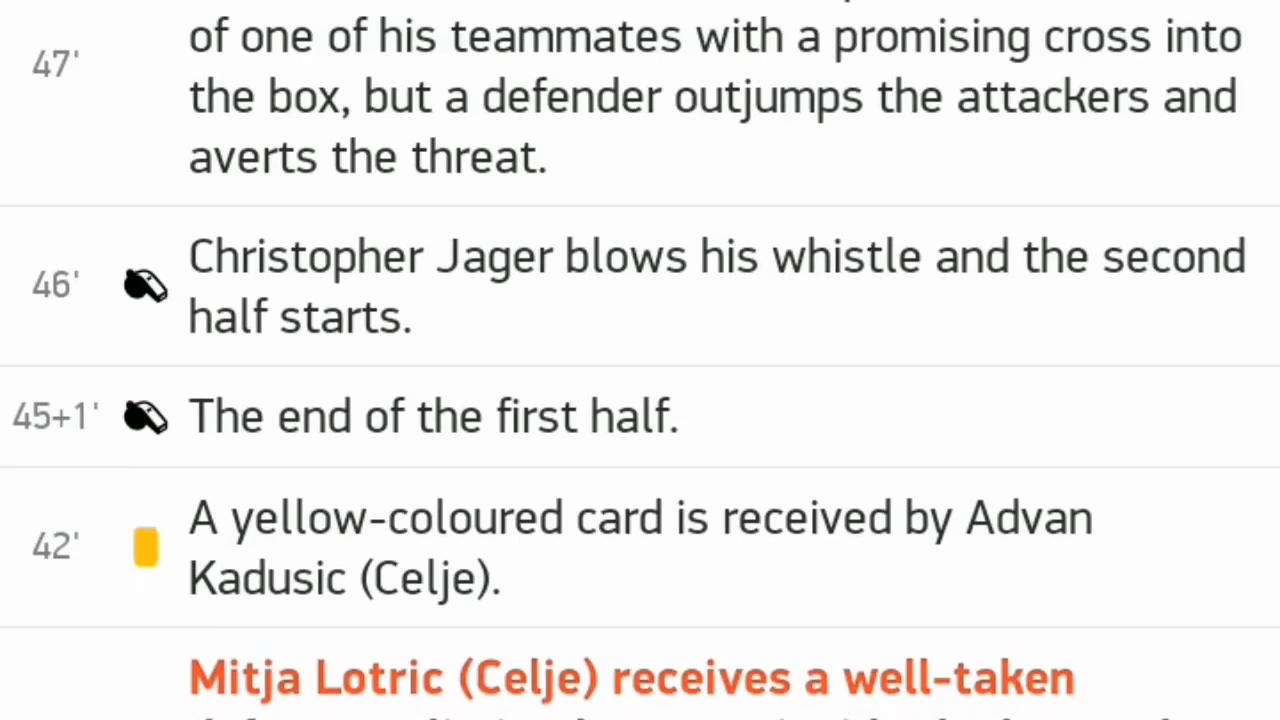 of one of his teammates with a promising cross into
47'
the box, but a defender outjumps the attackers and
averts the threat.
Christopher Jager blows his whistle and the second
46'
half starts.
45+1' The end of the first half.
A yellow-coloured card is received by Advan
42'
Kadusic (Celje).
Mitja Lotric (Celje) receives a well-taken